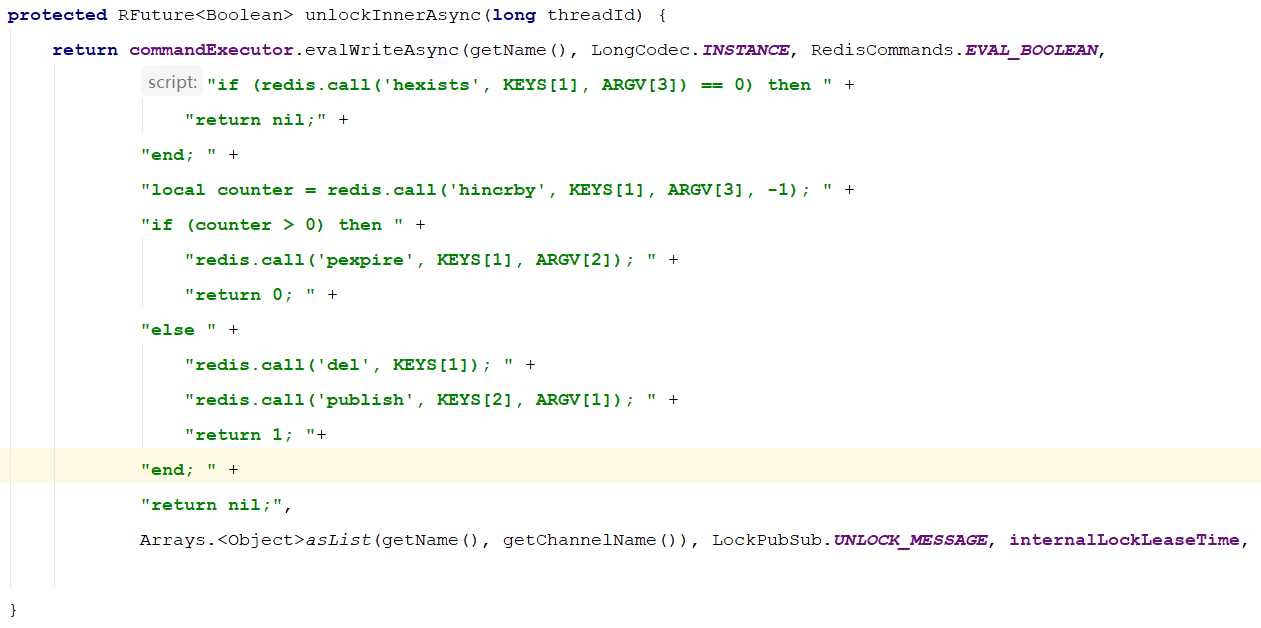 protected RFuture<Boolean> unlockInnerAsync(long threadId) {
return commandExecutor.evalWriteAsync(getName(), LongCodec.INSTANCE, RedisCommands.EVAL_BOOLEAN,
script: "if (redis.call('hexists', KEYS[1], ARGV[3]) == 0) then " +
"return nil;" +
"end; " +
"local counter = redis.call('hincrby', KEYS[1], ARGV[3], -1); " +
"if (counter > 0) then " +
"redis.call('pexpire', KEYS[1], ARGV[2]); " +
"return 0; " +
"else " +
"redis.call('del', KEYS[1]); " +
"redis.call('publish', KEYS[2], ARGV[1]); " +
"return 1; "+
"end; " +
"return nil;",
Arrays.<Object>asList(getName(), getChannelName()), LockPubSub.UNLOCK_MESSAGE, internalLockLeaseTime,
}